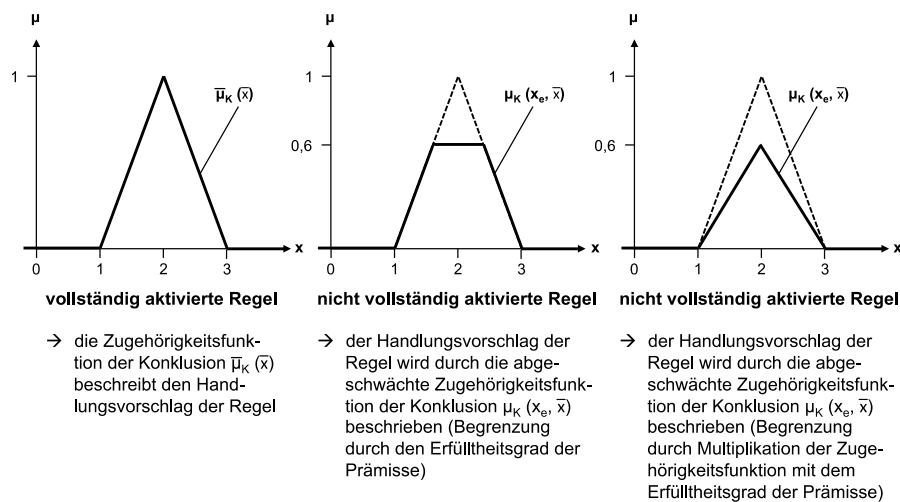 µ
1
µ̅K (x̅)
x
0
1
2
3
vollständig aktivierte Regel
→ die Zugehörigkeitsfunk-
tion der Konklusion µ̅K (x̅)
beschreibt den Hand-
lungsvorschlag der Regel
µ
1
0,6
µK (xe, x̅)
x
0
1
2
3
nicht vollständig aktivierte Regel
→ der Handlungsvorschlag der
Regel wird durch die abge-
schwächte Zugehörigkeitsfunk-
tion der Konklusion µK (xe, x̅)
beschrieben (Begrenzung
durch den Erfülltheitsgrad der
Prämisse)
µ
1
0,6
µK (xe, x̅)
x
0
1
2
3
nicht vollständig aktivierte Regel
→ der Handlungsvorschlag der
Regel wird durch die abge-
schwächte Zugehörigkeitsfunk-
tion der Konklusion µK (xe, x̅)
beschrieben (Begrenzung
durch Multiplikation der Zuge-
hörigkeitsfunktion mit dem
Erfülltheitsgrad der Prämisse)